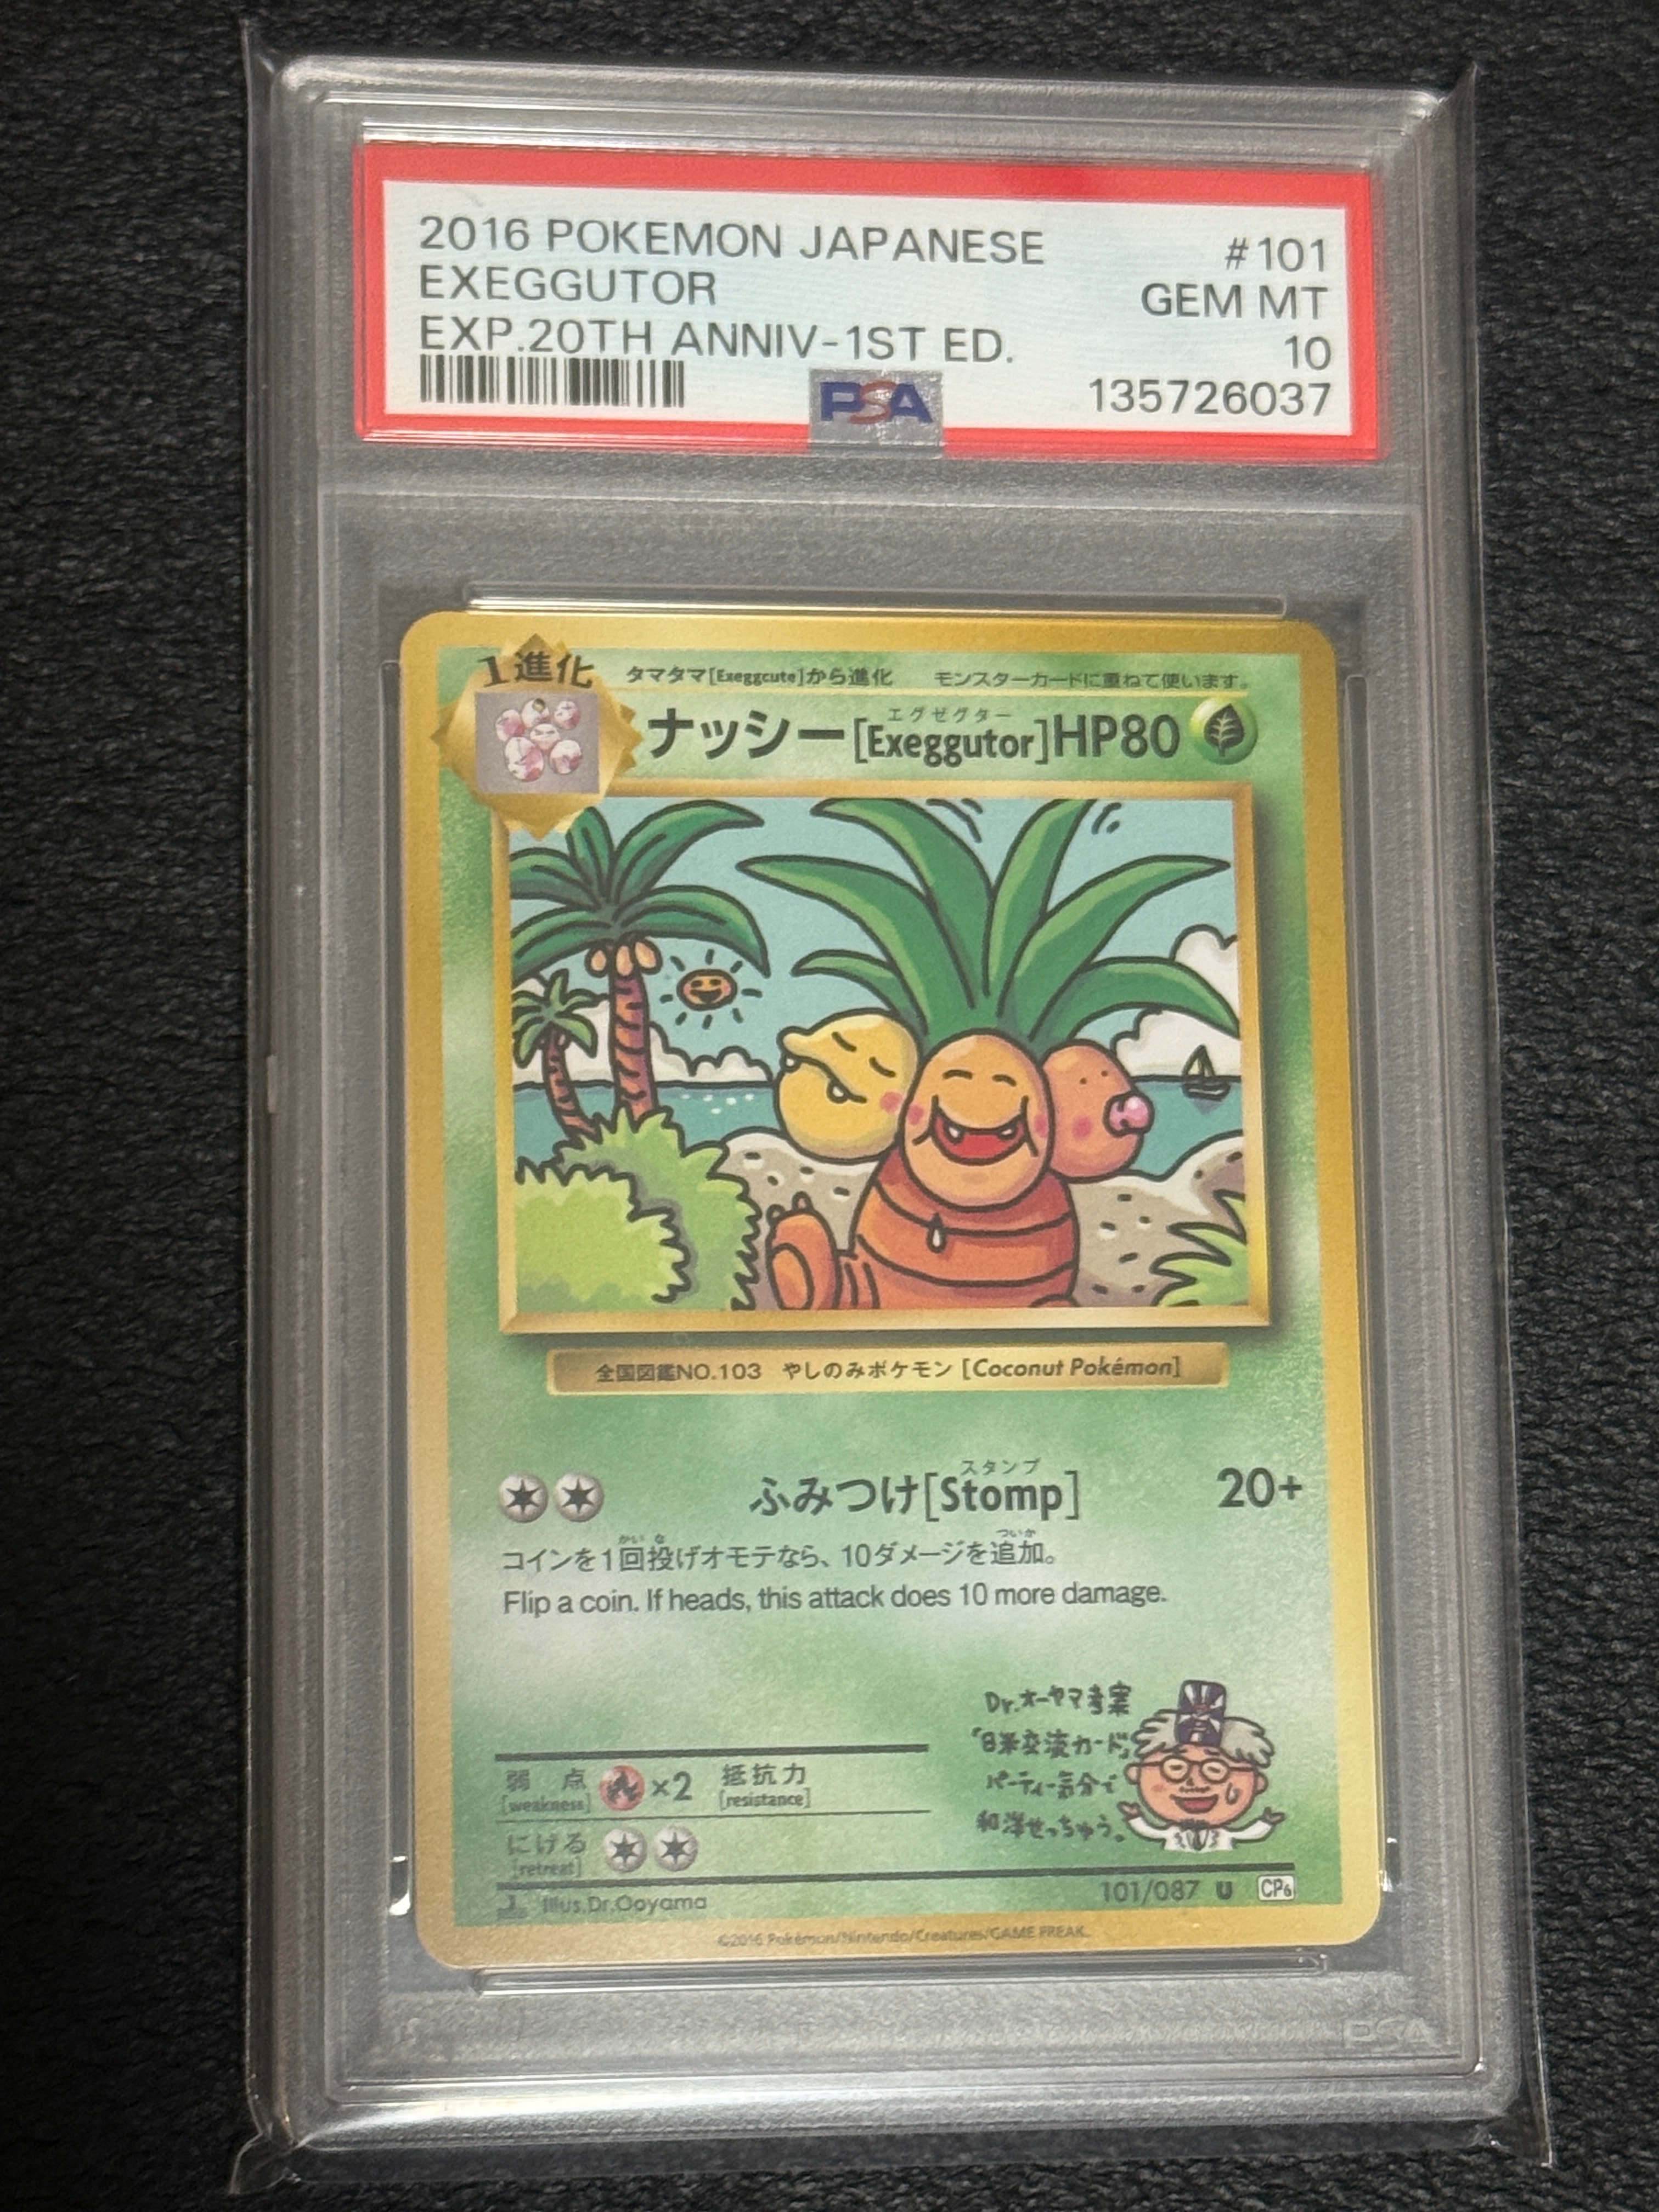 2016 POKEMON JAPANESE #101
EXEGGUTOR GEM MT
EXP.20TH ANNIV-1ST ED. 10
PSA 135726037
1進化 タマタマ[Exeggcute]から進化 モンスターカードに重ねて使います。
エグゼグター
ナッシー[Exeggutor]HP80
全国図鑑NO.103 やしのみポケモン [Coconut Pokémon]
スタンプ
ふみつけ[Stomp] 20+
かい な ついか
コインを1回投げオモテなら、10ダメージを追加。
Flip a coin. If heads, this attack does 10 more damage.
Dr.オーヤマ考案
「日米交流カード」
パーティー気分で
和洋せっちゅう。
弱点 ×2 抵抗力
[weakness] [resistance]
にげる
[retreat]
Illus.Dr.Ooyama 101/087 U CP6
©2016 Pokémon/Nintendo/Creatures/GAME FREAK.
PSA